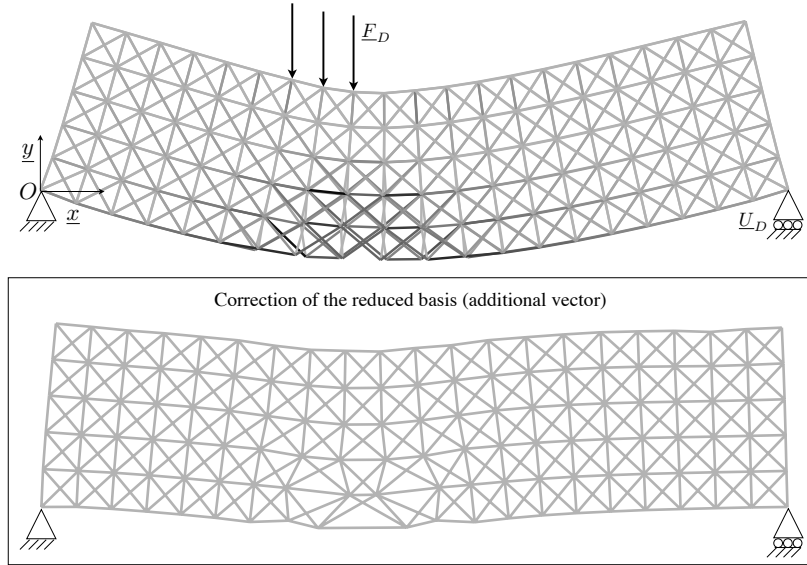 F_D
y
O
x
U_D
Correction of the reduced basis (additional vector)